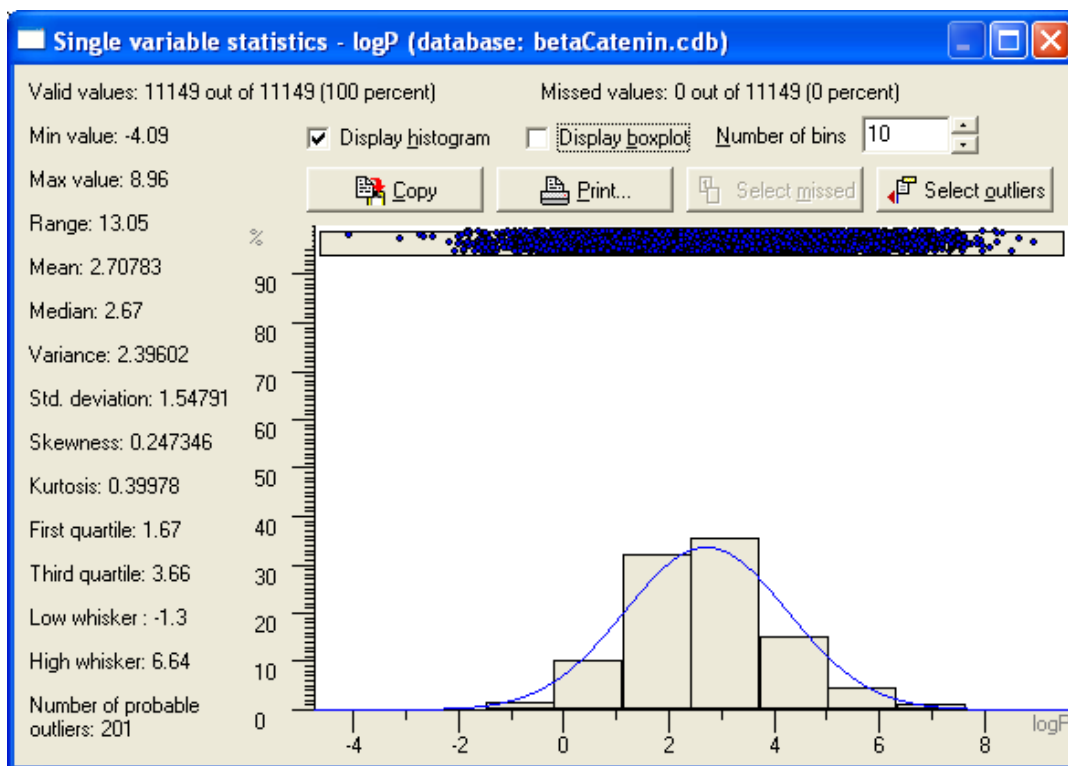 Single variable statistics - logP (database: betaCatenin.cdb)
Valid values: 11149 out of 11149 (100 percent)
Missed values: 0 out of 11149 (0 percent)
Min value: -4.09
Display histogram
Display boxplot
Number of bins
10
Max value: 8.96
Copy
Print...
Select missed
Select outliers
Range: 13.05
Mean: 2.70783
Median: 2.67
Variance: 2.39602
Std. deviation: 1.54791
Skewness: 0.247346
Kurtosis: 0.39978
First quartile: 1.67
Third quartile: 3.66
Low whisker : -1.3
High whisker: 6.64
Number of probable
outliers: 201
%
90
80
70
60
50
40
30
20
10
0
-4
-2
0
2
4
6
8
logP